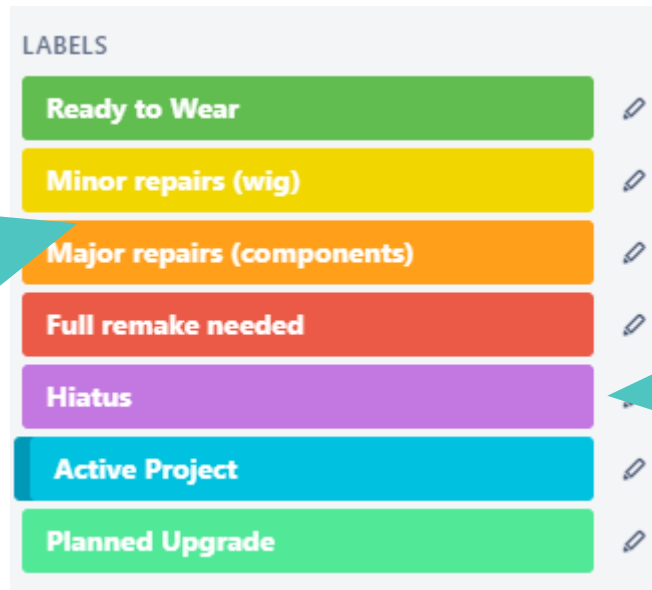 LABELS
Ready to Wear
Minor repairs (wig)
Major repairs (components)
Full remake needed
Hiatus
Active Project
Planned Upgrade